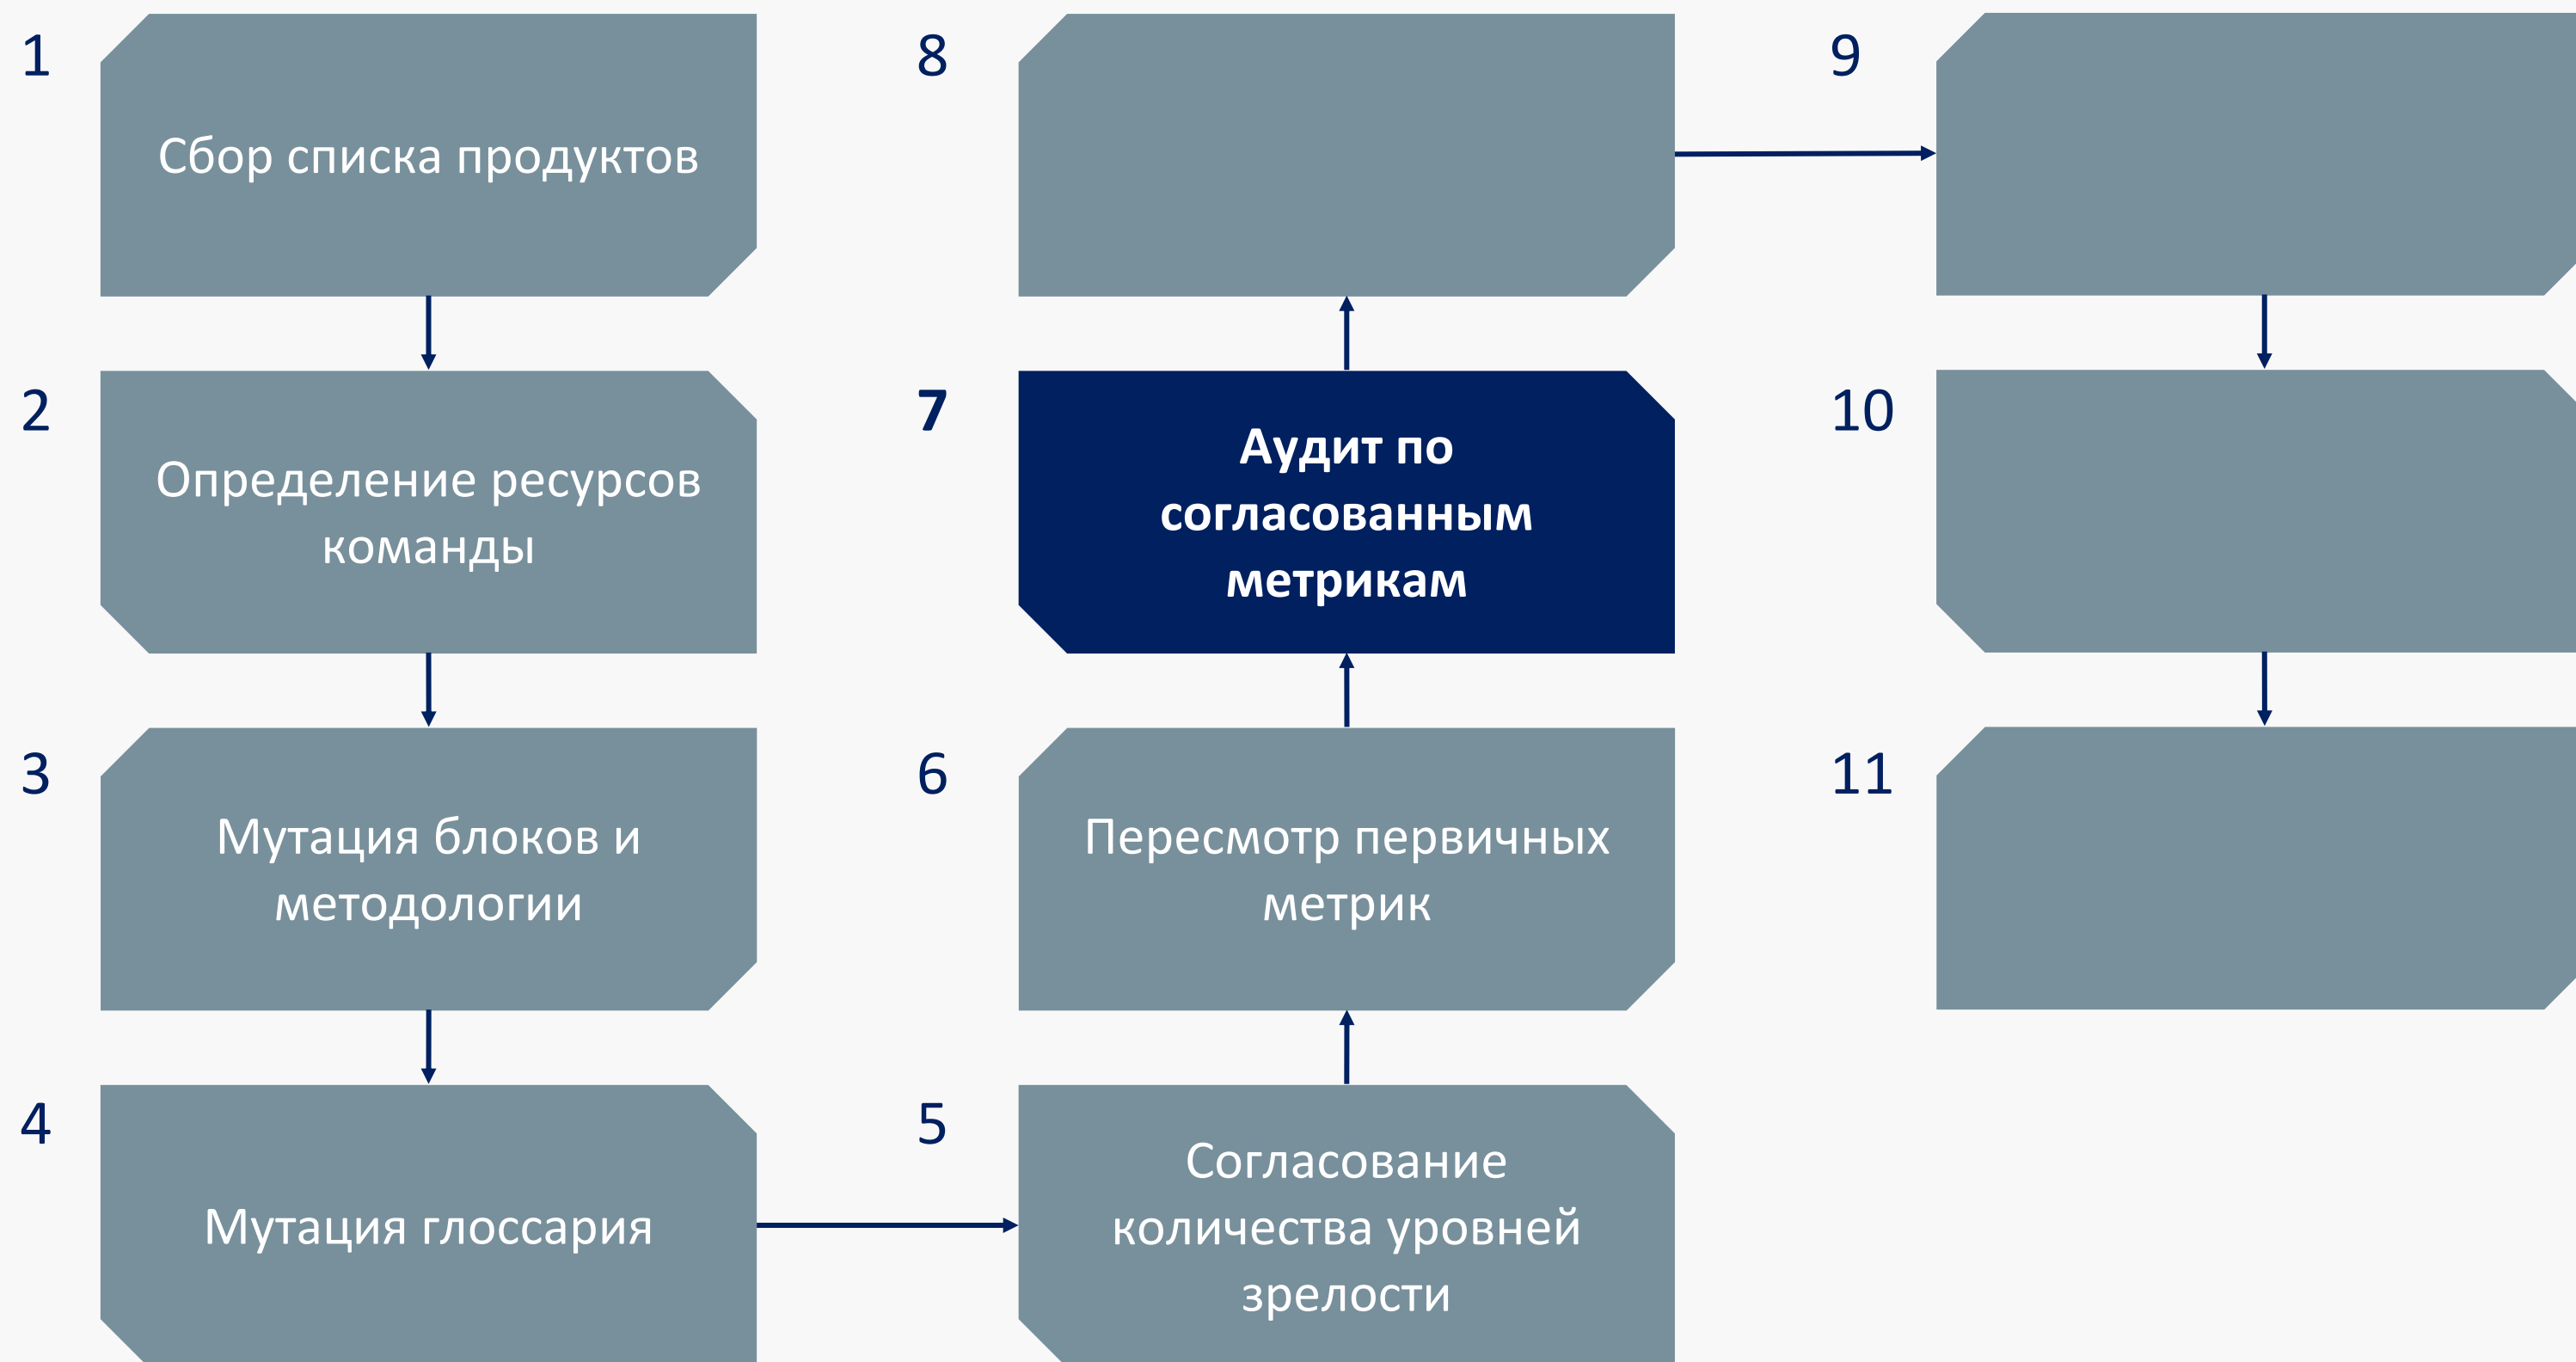 1
Сбор списка продуктов
2
Определение ресурсов
команды
3
Мутация блоков и
методологии
4
Мутация глоссария
5
Согласование
количества уровней
зрелости
6
Пересмотр первичных
метрик
7
Аудит по
согласованным
метрикам
8
9
10
11